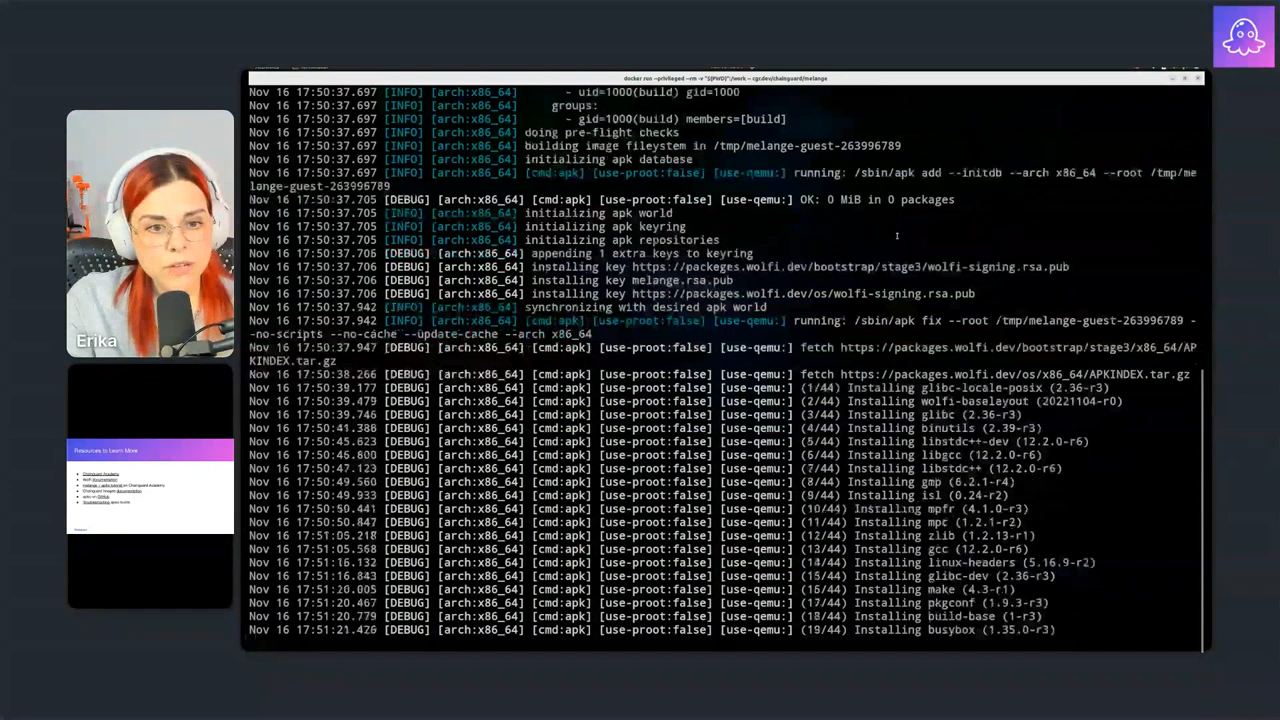 docker run --privileged --rm -v "${PWD}":/work - cgr.dev/chainguard/melange
Nov 16 17:50:37.697 [INFO] [arch:x86_64]     - uid=1000(build) gid=1000
Nov 16 17:50:37.697 [INFO] [arch:x86_64]   groups:
Nov 16 17:50:37.697 [INFO] [arch:x86_64]     - gid=1000(build) members=[build]
Nov 16 17:50:37.697 [INFO] [arch:x86_64] doing pre-flight checks
Nov 16 17:50:37.697 [INFO] [arch:x86_64] building image fileystem in /tmp/melange-guest-263996789
Nov 16 17:50:37.697 [INFO] [arch:x86_64] initializing apk database
Nov 16 17:50:37.697 [INFO] [arch:x86_64] [cmd:apk] [use-proot:false] [use-qemu:] running: /sbin/apk add --initdb --arch x86_64 --root /tmp/me
lange-guest-263996789
Nov 16 17:50:37.705 [DEBUG] [arch:x86_64] [cmd:apk] [use-proot:false] [use-qemu:] OK: 0 MiB in 0 packages
Nov 16 17:50:37.705 [INFO] [arch:x86_64] initializing apk world
Nov 16 17:50:37.706 [INFO] [arch:x86_64] initializing apk keyring
Nov 16 17:50:37.706 [INFO] [arch:x86_64] initializing apk repositories
Nov 16 17:50:37.706 [DEBUG] [arch:x86_64] appending 1 extra keys to keyring
Nov 16 17:50:37.706 [DEBUG] [arch:x86_64] installing key https://packages.wolfi.dev/bootstrap/stage3/wolfi-signing.rsa.pub
Nov 16 17:50:37.706 [DEBUG] [arch:x86_64] installing key melange.rsa.pub
Nov 16 17:50:37.706 [DEBUG] [arch:x86_64] installing key https://packages.wolfi.dev/os/wolfi-signing.rsa.pub
Nov 16 17:50:37.942 [INFO] [arch:x86_64] synchronizing with desired apk world
Nov 16 17:50:37.942 [INFO] [arch:x86_64] [cmd:apk] [use-proot:false] [use-qemu:] running: /sbin/apk fix --root /tmp/melange-guest-263996789 -
-no-scripts --no-cache --update-cache --arch x86_64
Nov 16 17:50:37.947 [DEBUG] [arch:x86_64] [cmd:apk] [use-proot:false] [use-qemu:] fetch https://packages.wolfi.dev/bootstrap/stage3/x86_64/AP
KINDEX.tar.gz
Nov 16 17:50:38.266 [DEBUG] [arch:x86_64] [cmd:apk] [use-proot:false] [use-qemu:] fetch https://packages.wolfi.dev/os/x86_64/APKINDEX.tar.gz
Nov 16 17:50:39.177 [DEBUG] [arch:x86_64] [cmd:apk] [use-proot:false] [use-qemu:] (1/44) Installing glibc-locale-posix (2.36-r3)
Nov 16 17:50:39.479 [DEBUG] [arch:x86_64] [cmd:apk] [use-proot:false] [use-qemu:] (2/44) Installing wolfi-baselayout (20221104-r0)
Nov 16 17:50:39.746 [DEBUG] [arch:x86_64] [cmd:apk] [use-proot:false] [use-qemu:] (3/44) Installing glibc (2.36-r3)
Nov 16 17:50:41.388 [DEBUG] [arch:x86_64] [cmd:apk] [use-proot:false] [use-qemu:] (4/44) Installing binutils (2.39-r3)
Nov 16 17:50:45.623 [DEBUG] [arch:x86_64] [cmd:apk] [use-proot:false] [use-qemu:] (5/44) Installing libstdc++-dev (12.2.0-r6)
Nov 16 [DEBUG] [arch:x86_64] [cmd:apk] [use-proot:false] [use-qemu:] (6/44) Installing libgcc (12.2.0-r6)
Nov 16 [DEBUG] [arch:x86_64] [cmd:apk] [use-proot:false] [use-qemu:] (7/44) Installing libstdc++ (12.2.0-r6)
Nov 16 [DEBUG] [arch:x86_64] [cmd:apk] [use-proot:false] [use-qemu:] (8/44) Installing gmp (6.2.1-r4)
Nov 16 [DEBUG] [arch:x86_64] [cmd:apk] [use-proot:false] [use-qemu:] (9/44) Installing isl (0.24-r2)
Nov 16 17:50:50.441 [DEBUG] [arch:x86_64] [cmd:apk] [use-proot:false] [use-qemu:] (10/44) Installing mpfr (4.1.0-r3)
Nov 16 17:50:50.847 [DEBUG] [arch:x86_64] [cmd:apk] [use-proot:false] [use-qemu:] (11/44) Installing mpc (1.2.1-r2)
Nov 16 17:51:05.218 [DEBUG] [arch:x86_64] [cmd:apk] [use-proot:false] [use-qemu:] (12/44) Installing zlib (1.2.13-r1)
Nov 16 17:51:05.568 [DEBUG] [arch:x86_64] [cmd:apk] [use-proot:false] [use-qemu:] (13/44) Installing gcc (12.2.0-r6)
Nov 16 17:51:16.132 [DEBUG] [arch:x86_64] [cmd:apk] [use-proot:false] [use-qemu:] (14/44) Installing linux-headers (5.16.9-r2)
Nov 16 17:51:16.843 [DEBUG] [arch:x86_64] [cmd:apk] [use-proot:false] [use-qemu:] (15/44) Installing glibc-dev (2.36-r3)
Nov 16 17:51:20.005 [DEBUG] [arch:x86_64] [cmd:apk] [use-proot:false] [use-qemu:] (16/44) Installing make (4.3-r1)
Nov 16 17:51:20.467 [DEBUG] [arch:x86_64] [cmd:apk] [use-proot:false] [use-qemu:] (17/44) Installing pkgconf (1.9.3-r3)
Nov 16 17:51:20.779 [DEBUG] [arch:x86_64] [cmd:apk] [use-proot:false] [use-qemu:] (18/44) Installing build-base (1-r3)
Nov 16 17:51:21.426 [DEBUG] [arch:x86_64] [cmd:apk] [use-proot:false] [use-qemu:] (19/44) Installing busybox (1.35.0-r3)
Erika
Resources to Learn More
Chainguard Academy
documentation
melange + apko tutorial on Chainguard Academy
Chainguard Images documentation
apko on GitHub
Troubleshooting apko builds